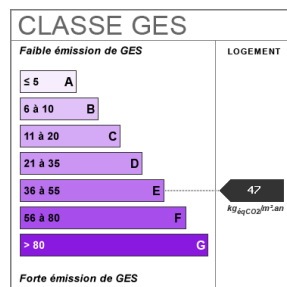 CLASSE GES
Faible émission de GES
LOGEMENT
≤ 5 A
6 à 10 B
11 à 20 C
21 à 35 D
36 à 55 E
47
kgéqCO2/m².an
56 à 80 F
> 80 G
Forte émission de GES